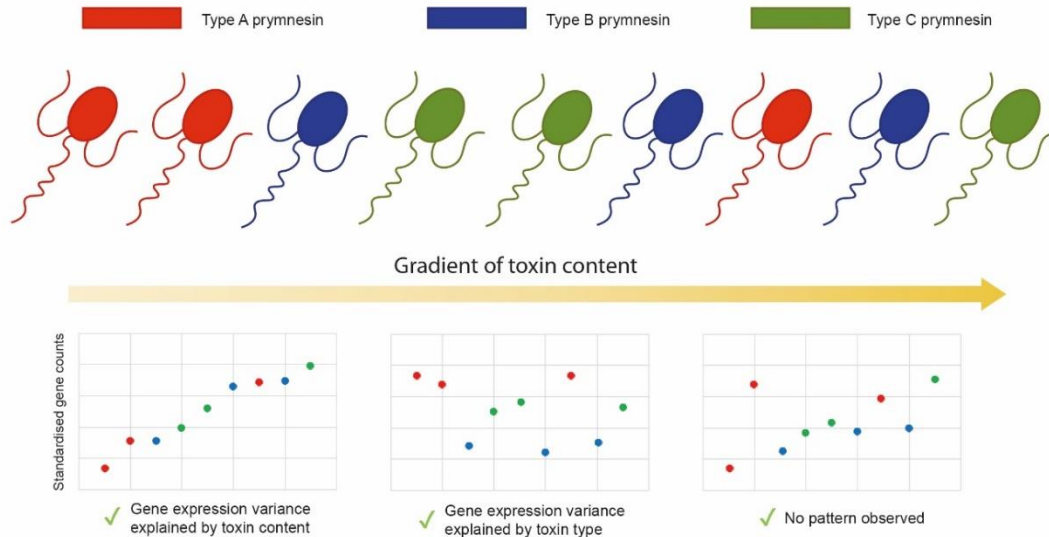 Type A prymnesin
Type B prymnesin
Type C prymnesin
Gradient of toxin content
Standardised gene counts
Gene expression variance
explained by toxin content
Gene expression variance
explained by toxin type
No pattern observed